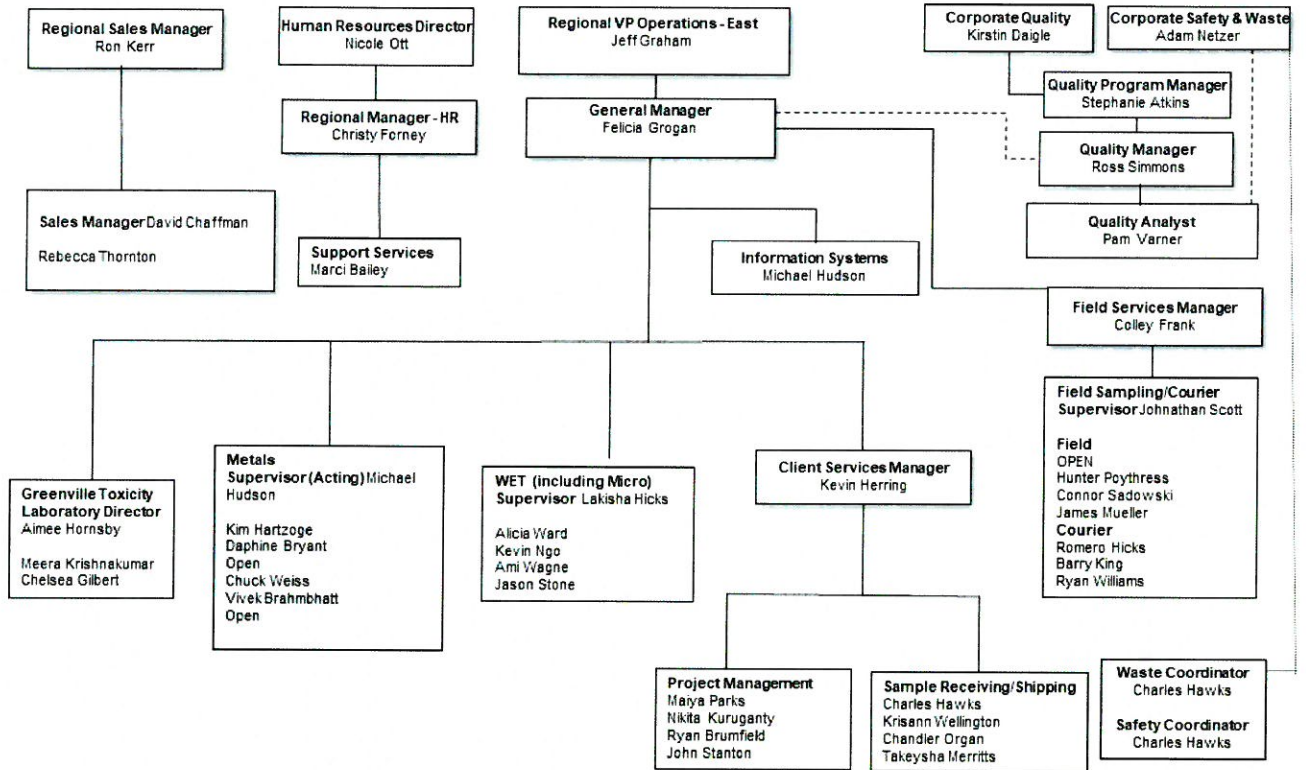 Regional Sales Manager
Ron Kerr
Human Resources Director
Nicole Ott
Regional VP Operations - East
Jeff Graham
Corporate Quality
Kirstin Daigle
Corporate Safety & Waste
Adam Netzer
Quality Program Manager
Stephanie Atkins
Regional Manager - HR
Christy Forney
General Manager
Felicia Grogan
Quality Manager
Ross Simmons
Sales Manager David Chaffman
Rebecca Thornton
Quality Analyst
Pam Varner
Support Services
Marci Bailey
Information Systems
Michael Hudson
Field Services Manager
Colley Frank
Greenville Toxicity
Laboratory Director
Aimee Hornsby
Meera Krishnakumar
Chelsea Gilbert
Metals
Supervisor (Acting) Michael
Hudson
Kim Hartzoge
Daphine Bryant
Open
Chuck Weiss
Vivek Brahmbhatt
Open
WET (including Micro)
Supervisor Lakisha Hicks
Alicia Ward
Kevin Ngo
Ami Wagne
Jason Stone
Client Services Manager
Kevin Herring
Field Sampling/Courier
Supervisor Johnathan Scott
Field
OPEN
Hunter Poythress
Connor Sadowski
James Mueller
Courier
Romero Hicks
Barry King
Ryan Williams
Project Management
Maiya Parks
Nikita Kuruganty
Ryan Brumfield
John Stanton
Sample Receiving/Shipping
Charles Hawks
Krisann Wellington
Chandler Organ
Takeysha Merritts
Waste Coordinator
Charles Hawks
Safety Coordinator
Charles Hawks